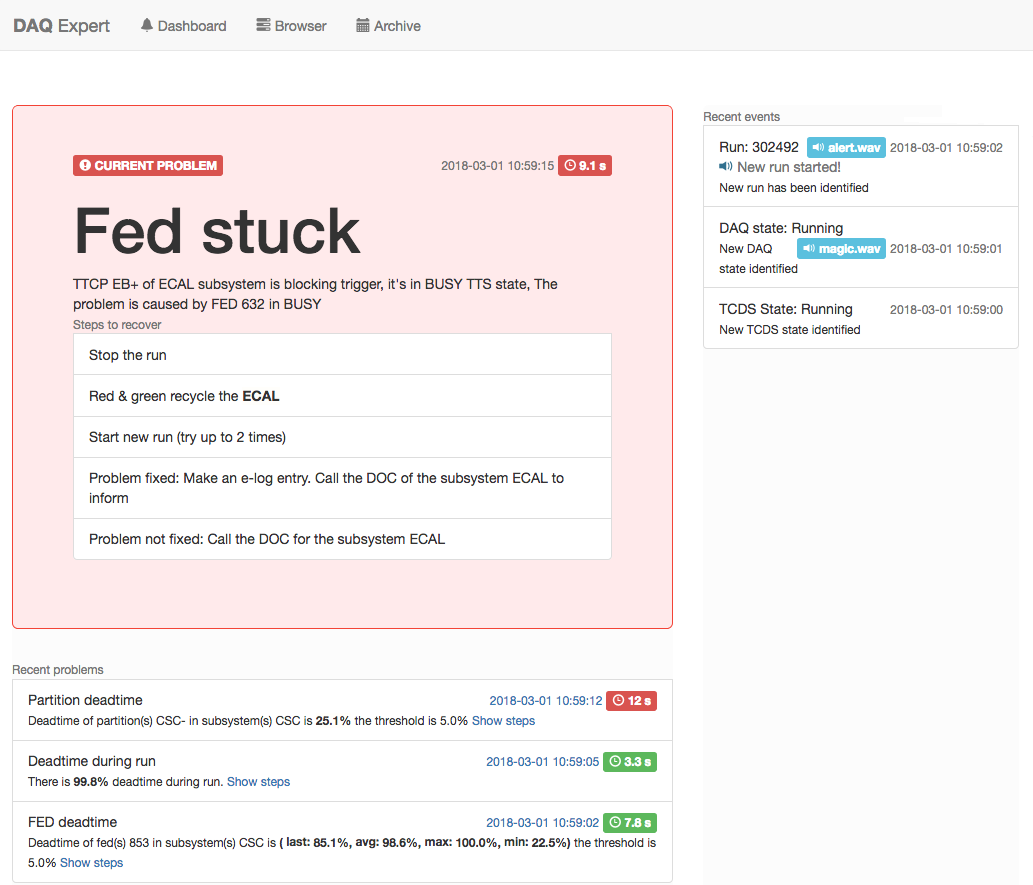 DAQ Expert Dashboard Browser Archive
CURRENT PROBLEM 2018-03-01 10:59:15 9.1 s
Fed stuck
TTCP EB+ of ECAL subsystem is blocking trigger, it's in BUSY TTS state, The
problem is caused by FED 632 in BUSY
Steps to recover
Stop the run
Red & green recycle the ECAL
Start new run (try up to 2 times)
Problem fixed: Make an e-log entry. Call the DOC of the subsystem ECAL to
inform
Problem not fixed: Call the DOC for the subsystem ECAL
Recent problems
Partition deadtime 2018-03-01 10:59:12 12 s
Deadtime of partition(s) CSC- in subsystem(s) CSC is 25.1% the threshold is 5.0% Show steps
Deadtime during run 2018-03-01 10:59:05 3.3 s
There is 99.8% deadtime during run. Show steps
FED deadtime 2018-03-01 10:59:02 7.8 s
Deadtime of fed(s) 853 in subsystem(s) CSC is ( last: 85.1%, avg: 98.6%, max: 100.0%, min: 22.5%) the threshold is
5.0% Show steps
Recent events
Run: 302492 alert.wav 2018-03-01 10:59:02
New run started!
New run has been identified
DAQ state: Running
New DAQ magic.wav 2018-03-01 10:59:01
state identified
TCDS State: Running 2018-03-01 10:59:00
New TCDS state identified